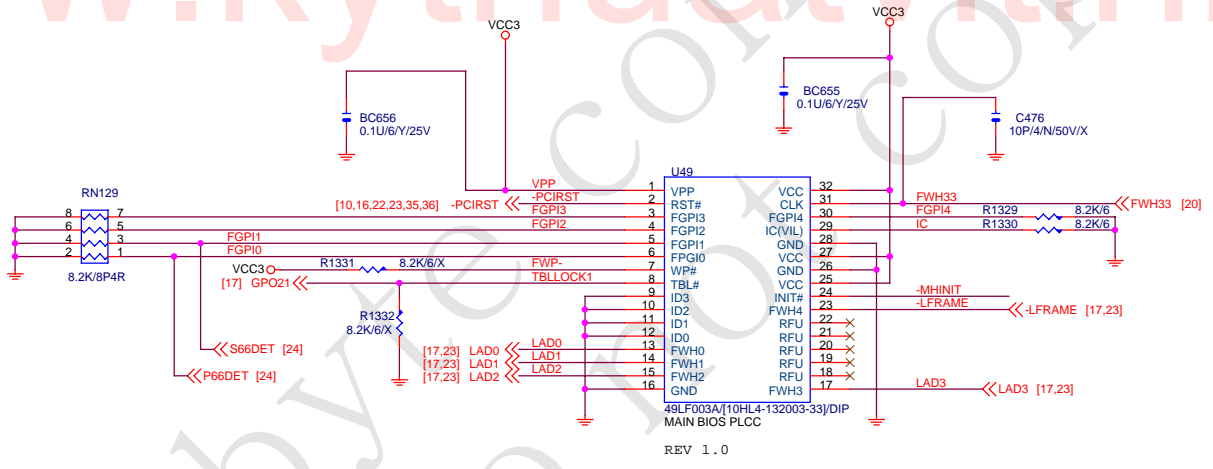 w.kythuatvitinh
VCC3
VCC3
BC656
0.1U/6/Y/25V
BC655
0.1U/6/Y/25V
C476
10P/4/N/50V/X
RN129
8 7
6 5
4 3
2 1
8.2K/8P4R
U49
VPP 1 VPP VCC 32
[10,16,22,23,35,36] -PCIRST 2 RST# CLK 31 FWH33 FWH33 [20]
FGPI3 3 FGPI3 FGPI4 30 FGPI4 R1329 8.2K/6
FGPI2 4 FGPI2 IC(VIL) 29 IC R1330 8.2K/6
FGPI1 5 FGPI1 GND 28
FGPI0 6 FPGI0 VCC 27
VCC3 R1331 8.2K/6/X FWP- 7 WP# GND 26
[17] GPO21 TBLLOCK1 8 TBL# VCC 25
9 ID3 INIT# 24 -MHINIT
10 ID2 FWH4 23 -LFRAME -LFRAME [17,23]
11 ID1 RFU 22
12 ID0 RFU 21
[17,23] LAD0 LAD0 13 FWH0 RFU 20
[17,23] LAD1 LAD1 14 FWH1 RFU 19
[17,23] LAD2 LAD2 15 FWH2 RFU 18
16 GND FWH3 17 LAD3 LAD3 [17,23]
R1332
8.2K/6/X
S66DET [24]
P66DET [24]
49LF003A/[10HL4-132003-33]/DIP
MAIN BIOS PLCC
REV 1.0